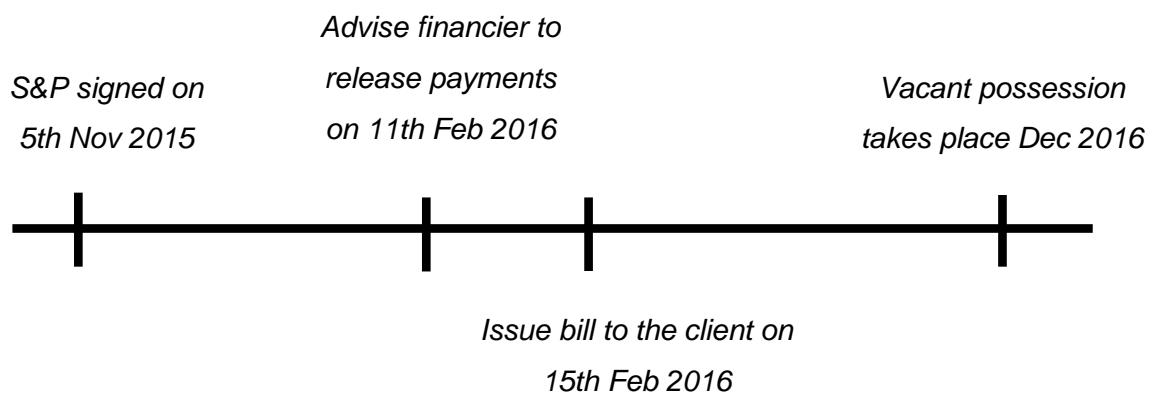 S&P signed on
5th Nov 2015
Advise financier to
release payments
on 11th Feb 2016
Issue bill to the client on
15th Feb 2016
Vacant possession
takes place Dec 2016